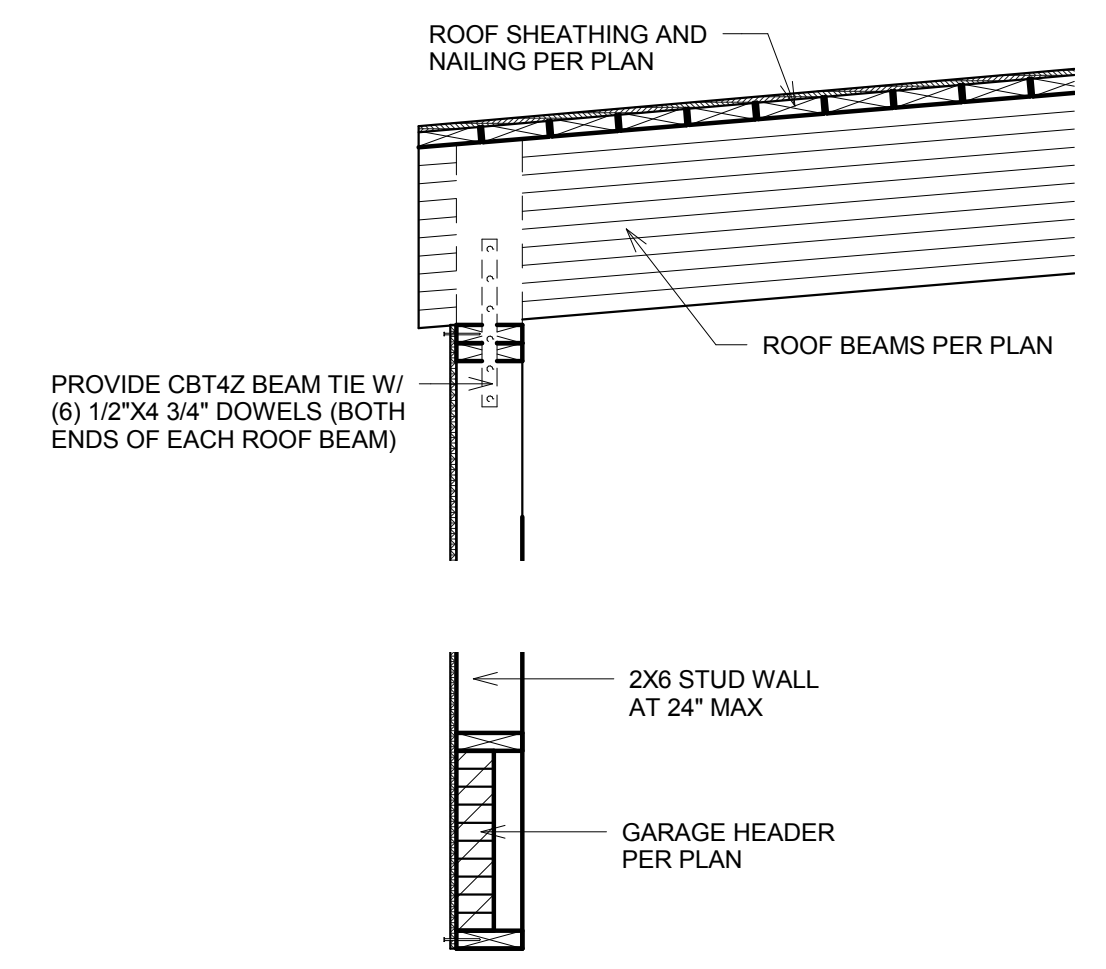 ROOF SHEATHING AND
NAILING PER PLAN
ROOF BEAMS PER PLAN
PROVIDE CBT4Z BEAM TIE W/
(6) 1/2"X4 3/4" DOWELS (BOTH
ENDS OF EACH ROOF BEAM)
2X6 STUD WALL
AT 24" MAX
GARAGE HEADER
PER PLAN